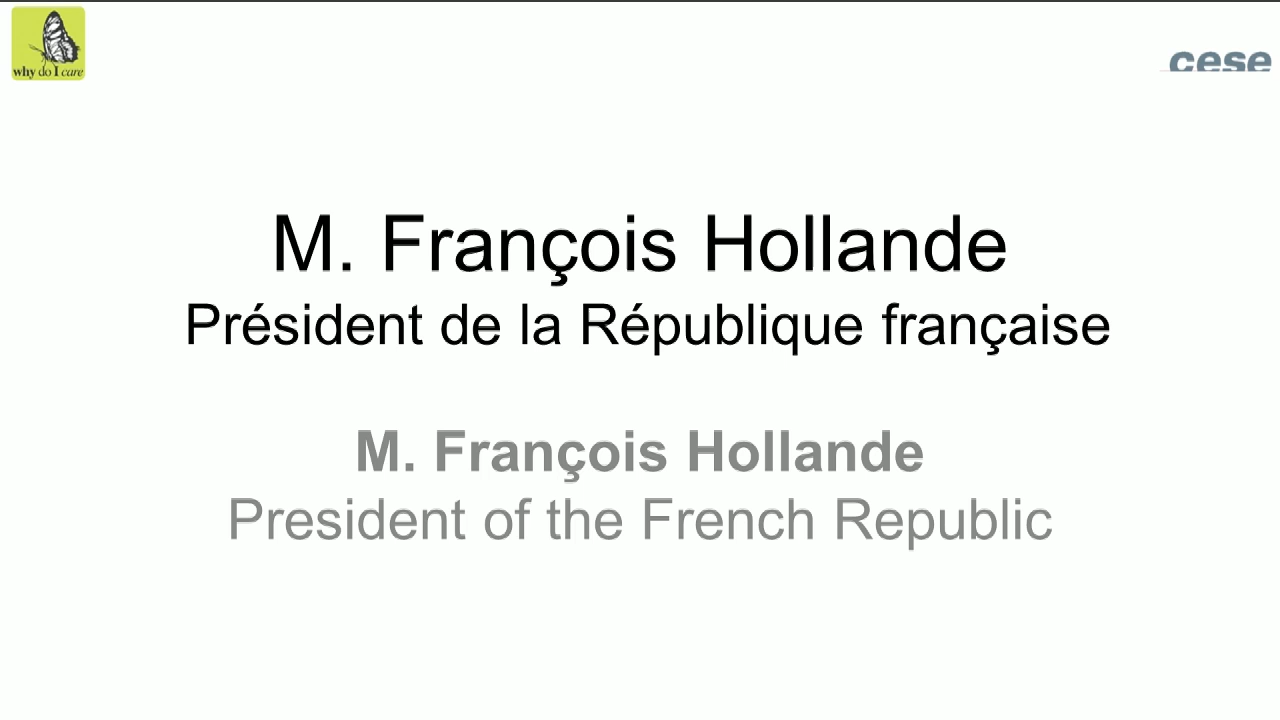 why do I care
cese
M. François Hollande
Président de la République française
M. François Hollande
President of the French Republic